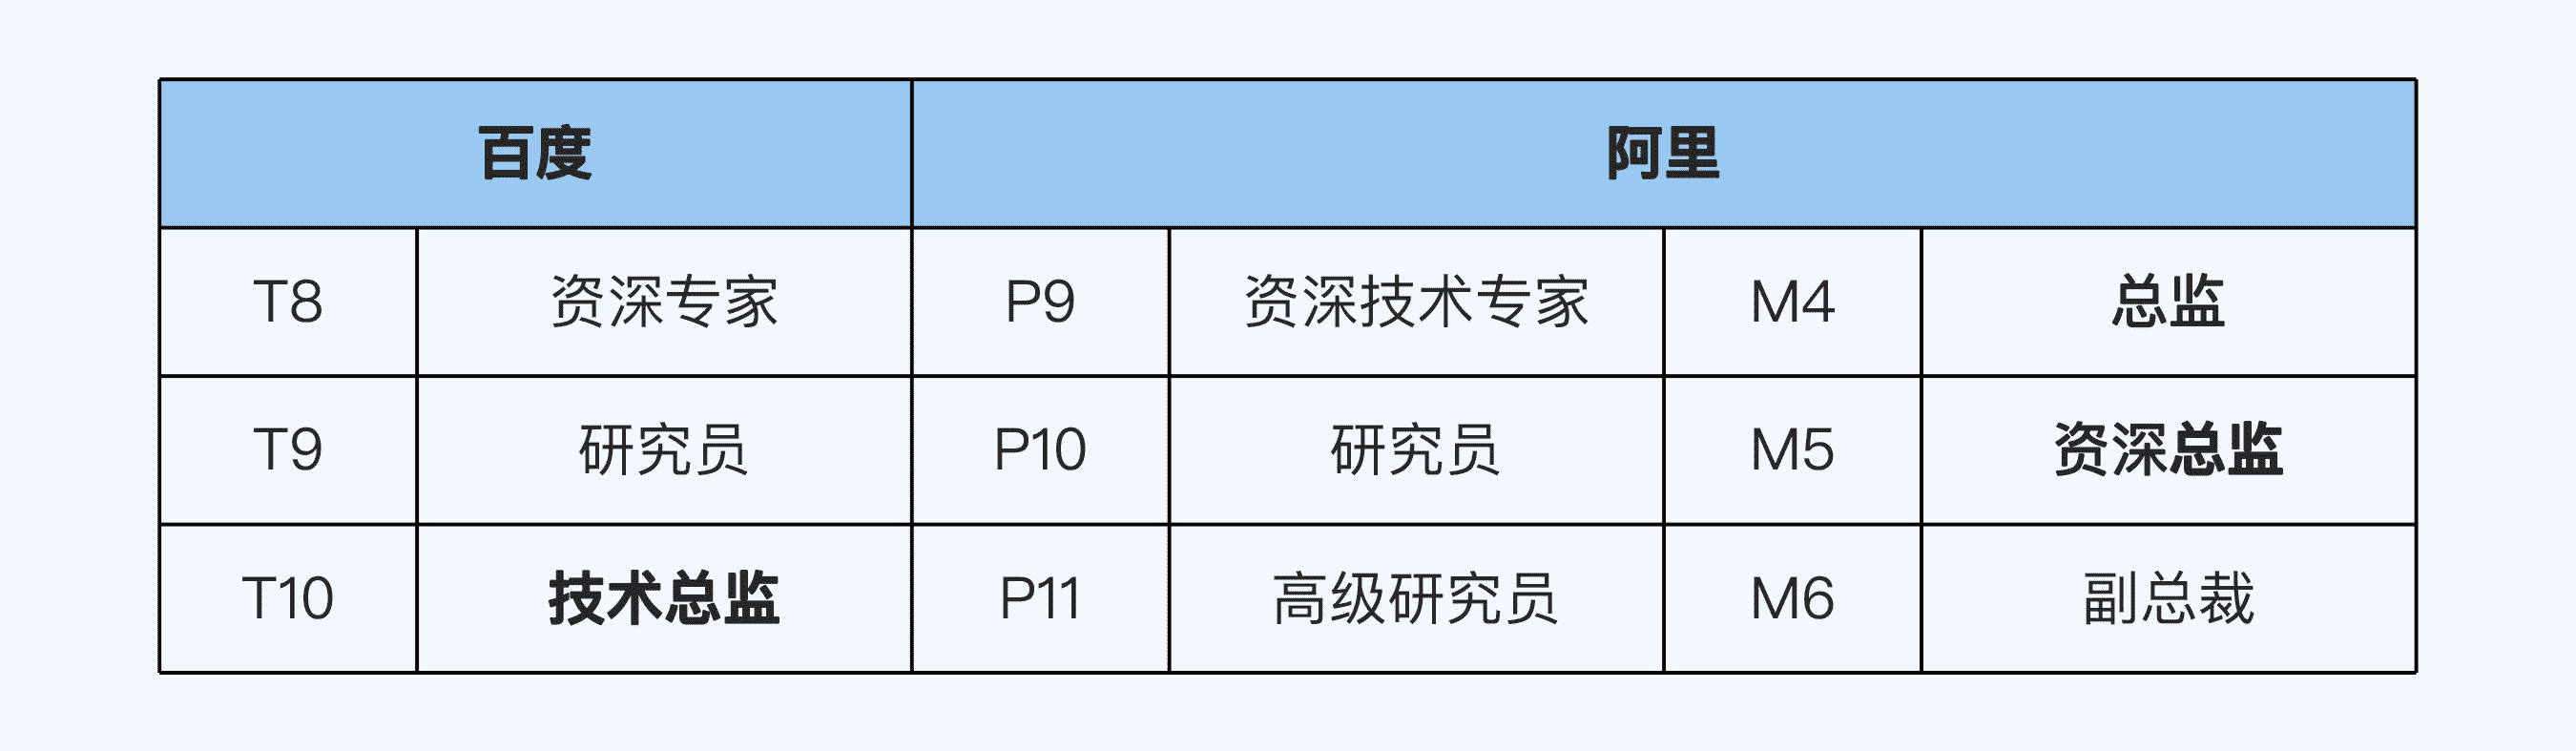 百度 阿里
T8 资深专家 P9 资深技术专家 M4 总监
T9 研究员 P10 研究员 M5 资深总监
T10 技术总监 P11 高级研究员 M6 副总裁